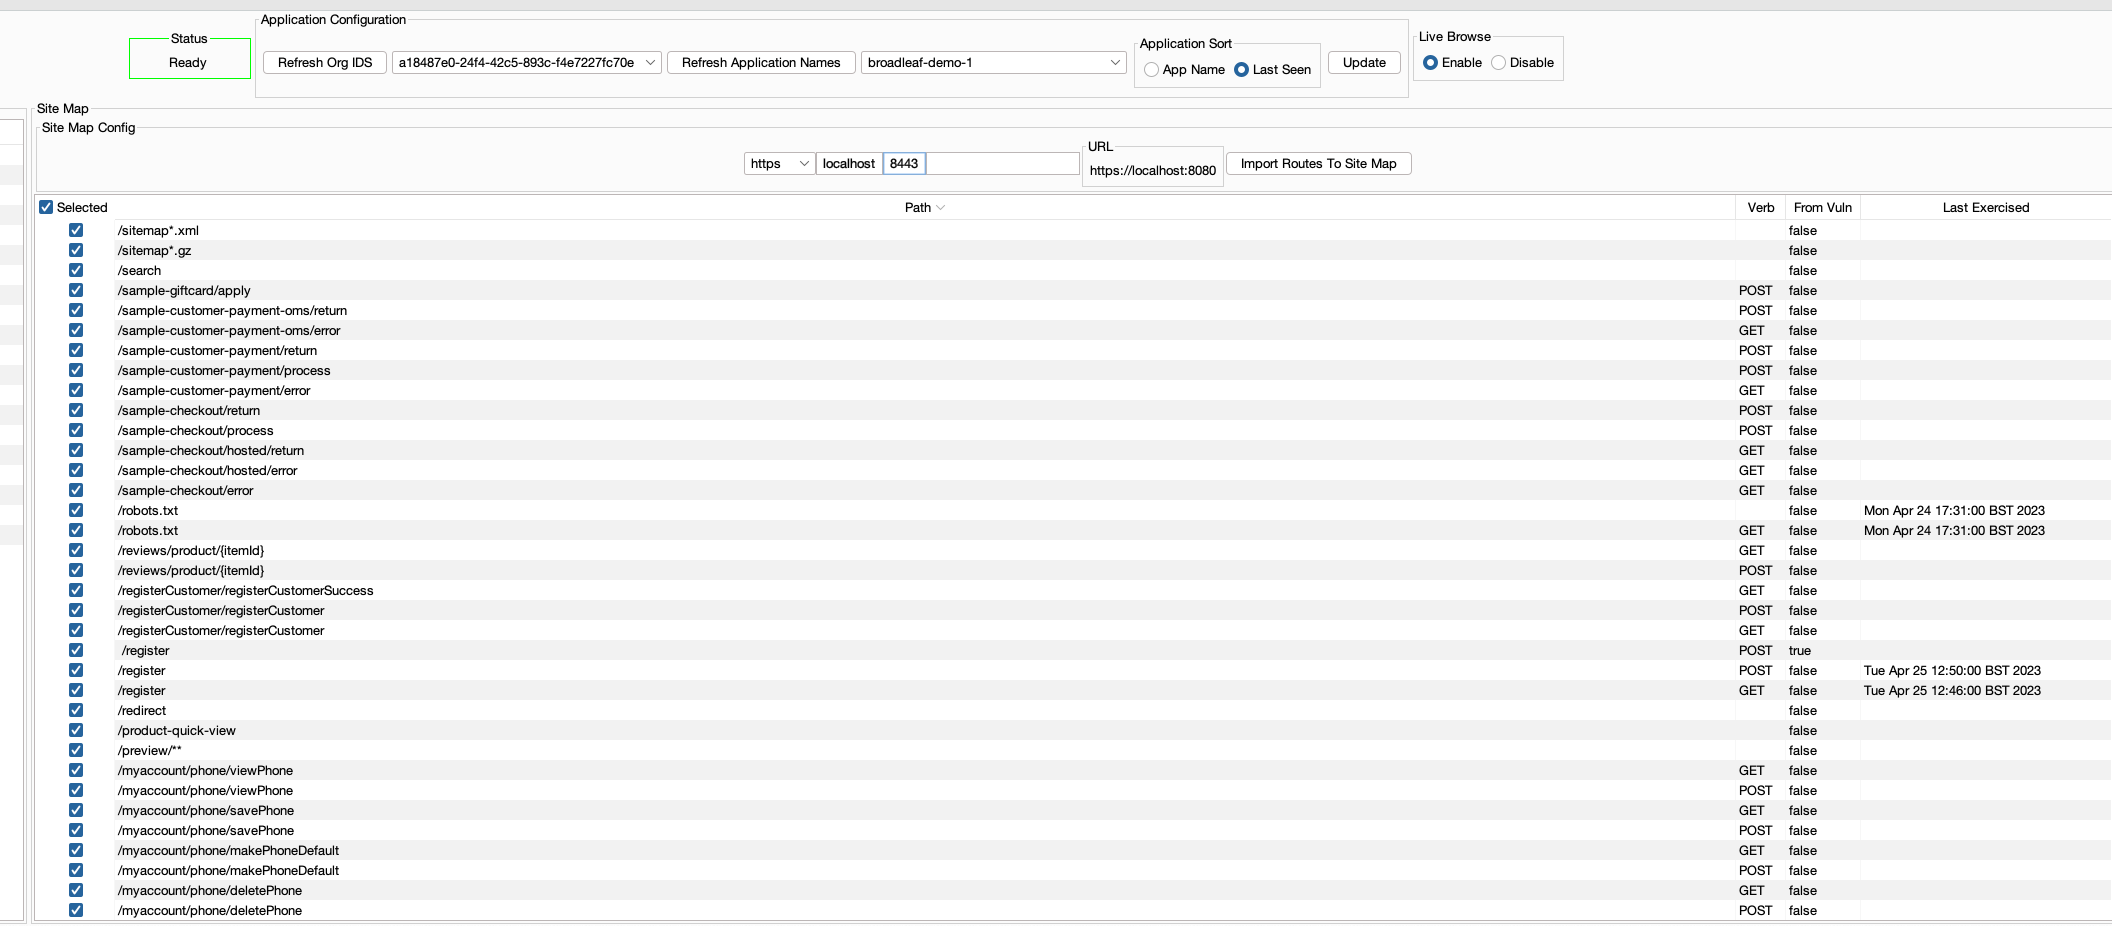 Application Configuration
Status
Ready
Refresh Org IDS
a18487e0-24f4-42c5-893c-f4e7227fc70e
Refresh Application Names
broadleaf-demo-1
Application Sort
App Name Last Seen
Update
Live Browse
Enable Disable
Site Map
Site Map Config
https localhost 8443
URL
https://localhost:8080
Import Routes To Site Map
Selected Path Verb From Vuln Last Exercised
/sitemap*.xml false
/sitemap*.gz false
/search false
/sample-giftcard/apply POST false
/sample-customer-payment-oms/return POST false
/sample-customer-payment-oms/error GET false
/sample-customer-payment/return POST false
/sample-customer-payment/process POST false
/sample-customer-payment/error GET false
/sample-checkout/return POST false
/sample-checkout/process POST false
/sample-checkout/hosted/return GET false
/sample-checkout/hosted/error GET false
/sample-checkout/error GET false
/robots.txt false Mon Apr 24 17:31:00 BST 2023
/robots.txt GET false Mon Apr 24 17:31:00 BST 2023
/reviews/product/{itemId} GET false
/reviews/product/{itemId} POST false
/registerCustomer/registerCustomerSuccess GET false
/registerCustomer/registerCustomer POST false
/registerCustomer/registerCustomer GET false
/register POST true
/register POST false Tue Apr 25 12:50:00 BST 2023
/register GET false Tue Apr 25 12:46:00 BST 2023
/redirect false
/product-quick-view false
/preview/** false
/myaccount/phone/viewPhone GET false
/myaccount/phone/viewPhone POST false
/myaccount/phone/savePhone GET false
/myaccount/phone/savePhone POST false
/myaccount/phone/makePhoneDefault GET false
/myaccount/phone/makePhoneDefault POST false
/myaccount/phone/deletePhone GET false
/myaccount/phone/deletePhone POST false